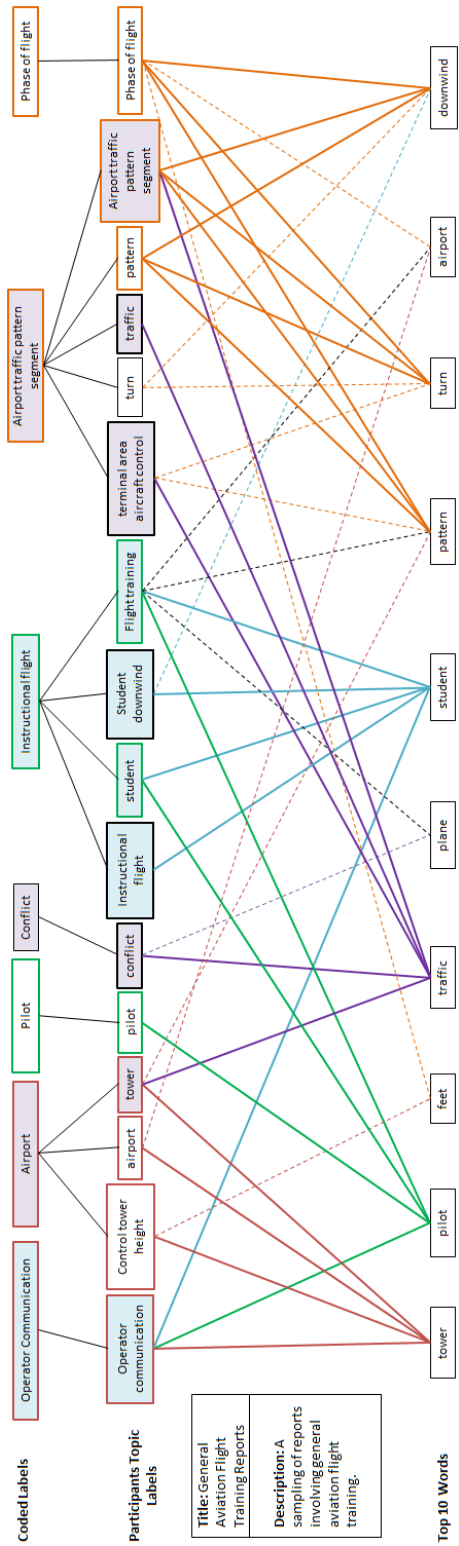 Coded Labels
Operator Communication
Airport
Pilot
Conflict
Instructional flight
Airport traffic pattern
segment
Phase of flight
Participants Topic
Labels
Operator
communication
Control tower
height
airport
tower
pilot
conflict
Instructional
flight
student
Student
downwind
Flight training
terminal area
aircraft control
turn
traffic
pattern
Airport traffic
pattern
segment
Phase of flight
Title: General
Aviation Flight
Training Reports
Description: A
sampling of reports
involving general
aviation flight
training.
Top 10 Words
tower
pilot
feet
traffic
plane
student
pattern
turn
airport
downwind